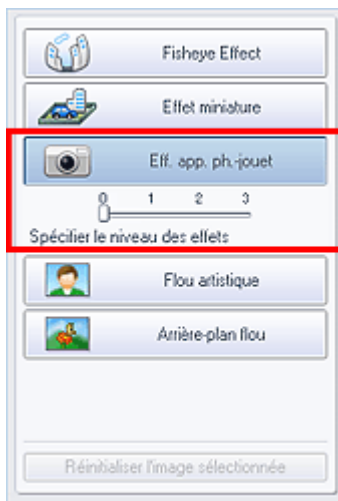 Fisheye Effect
Effet miniature
Eff. app. ph.-jouet
0 1 2 3
Spécifier le niveau des effets
Flou artistique
Arrière-plan flou
Réinitialiser l'image sélectionnée